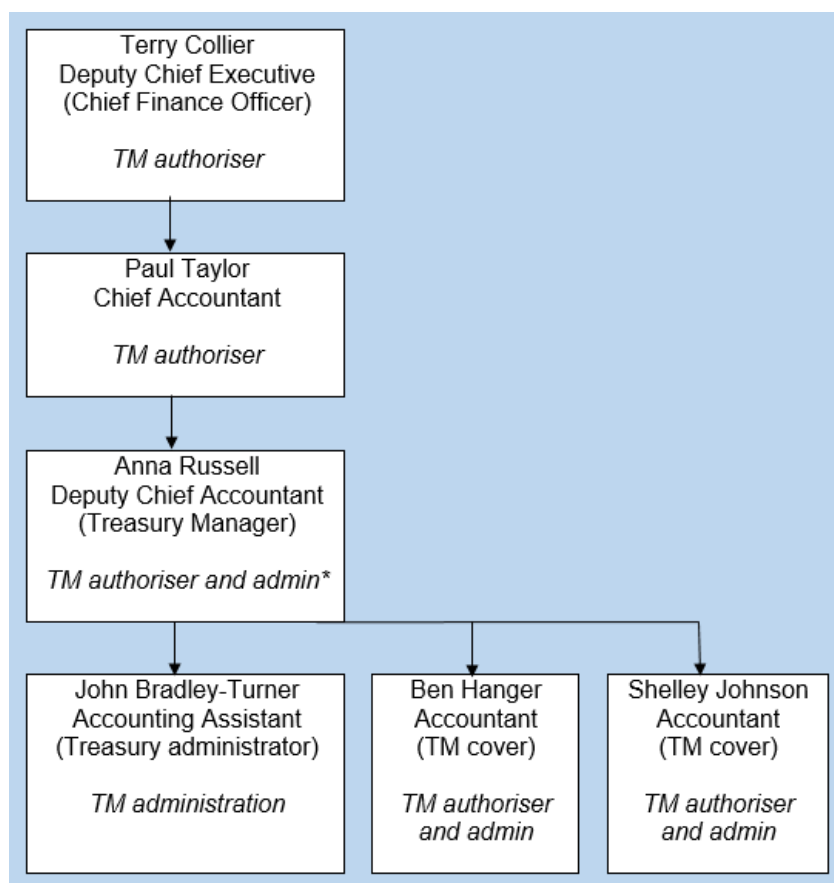 Terry Collier
Deputy Chief Executive
(Chief Finance Officer)
TM authoriser
Paul Taylor
Chief Accountant
TM authoriser
Anna Russell
Deputy Chief Accountant
(Treasury Manager)
TM authoriser and admin*
John Bradley-Turner
Accounting Assistant
(Treasury administrator)
TM administration
Ben Hanger
Accountant
(TM cover)
TM authoriser
and admin
Shelley Johnson
Accountant
(TM cover)
TM authoriser
and admin